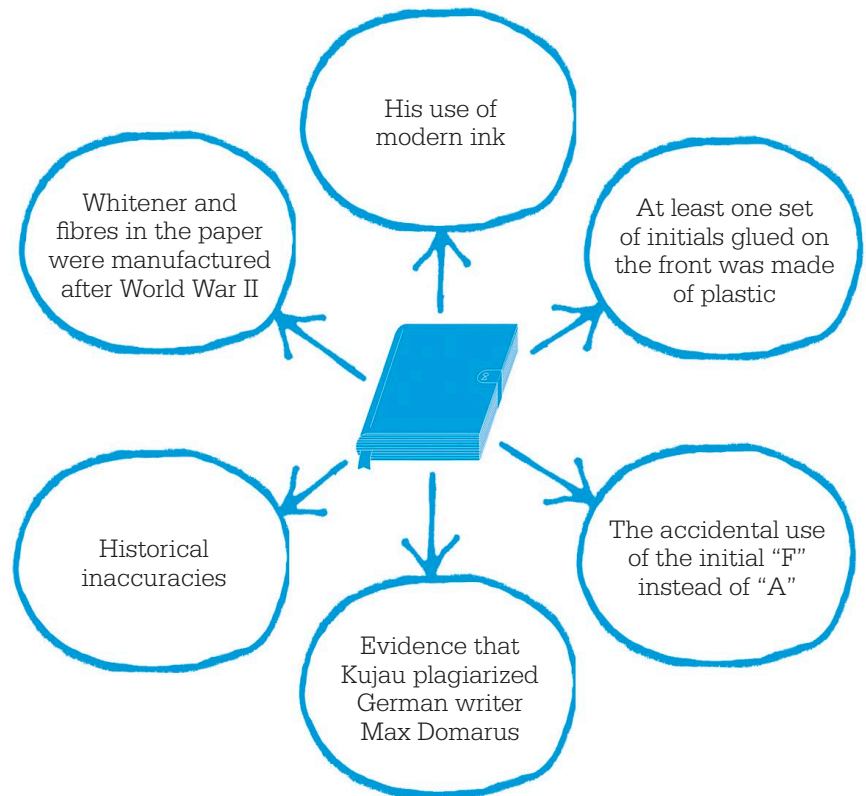 His use of
modern ink
Whitener and
fibres in the paper
were manufactured
after World War II
At least one set
of initials glued on
the front was made
of plastic
Historical
inaccuracies
The accidental use
of the initial “F”
instead of “A”
Evidence that
Kujau plagiarized
German writer
Max Domarus